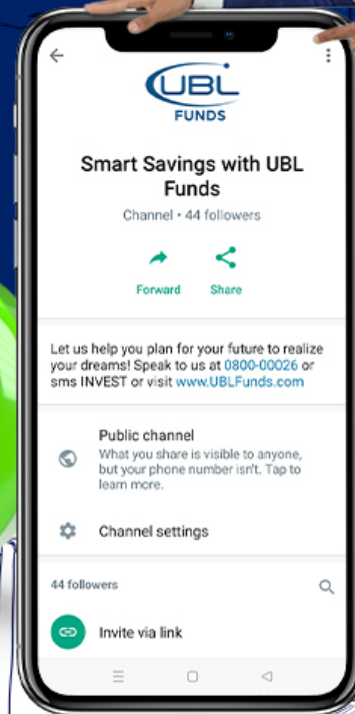 UBL
FUNDS
Smart Savings with UBL
Funds
Channel • 44 followers
Forward Share
Let us help you plan for your future to realize
your dreams! Speak to us at 0800-00026 or
sms INVEST or visit www.UBLFunds.com
Public channel
What you share is visible to anyone,
but your phone number isn't. Tap to
learn more.
Channel settings
44 followers
Invite via link